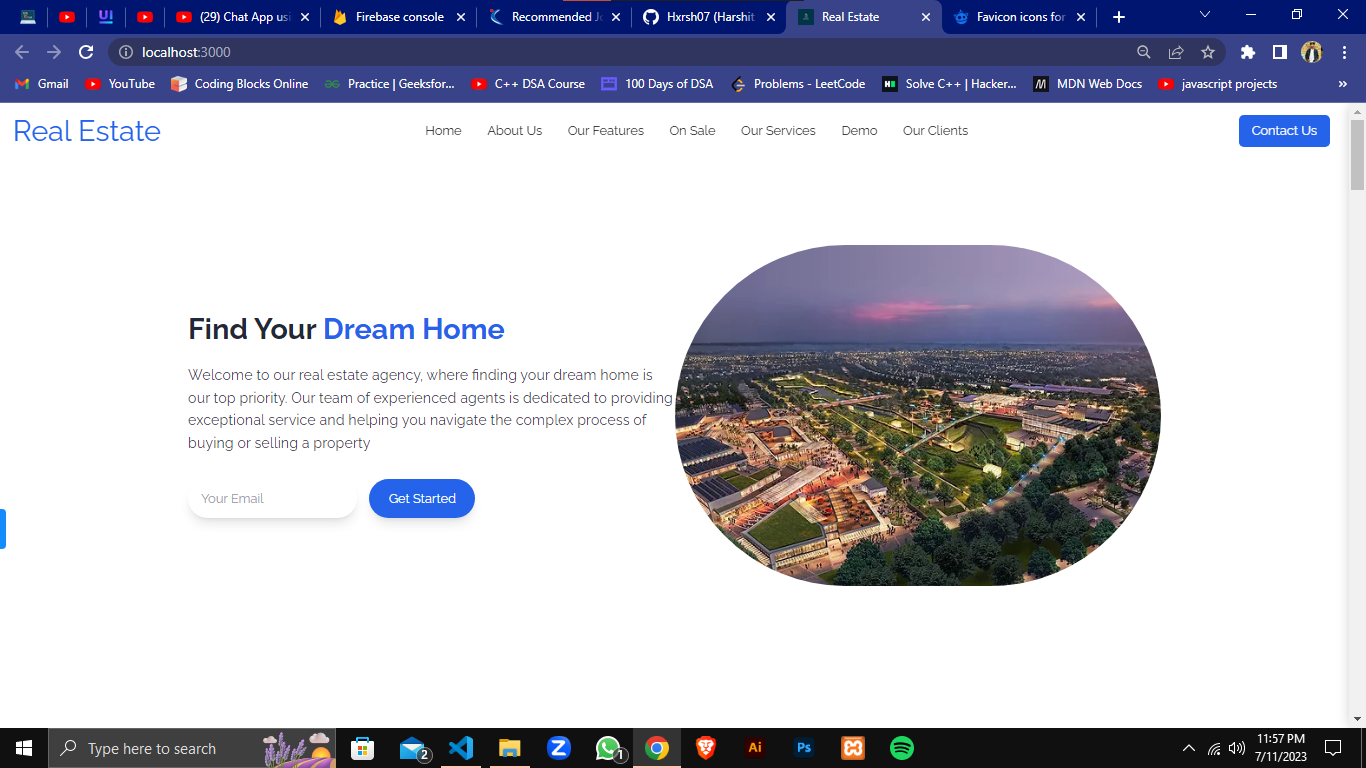 (29) Chat App usi
Firebase console
Recommended Jo
Hxrsh07 (Harshit
Real Estate
Favicon icons for
localhost:3000
Gmail
YouTube
Coding Blocks Online
Practice | Geeksfor...
C++ DSA Course
100 Days of DSA
Problems - LeetCode
Solve C++ | Hacker...
MDN Web Docs
javascript projects
»
Real Estate
Home
About Us
Our Features
On Sale
Our Services
Demo
Our Clients
Contact Us
Find Your Dream Home
Welcome to our real estate agency, where finding your dream home is
our top priority. Our team of experienced agents is dedicated to providing
exceptional service and helping you navigate the complex process of
buying or selling a property
Your Email
Get Started
Type here to search
2
1
Ai
Ps
11:57 PM
7/11/2023